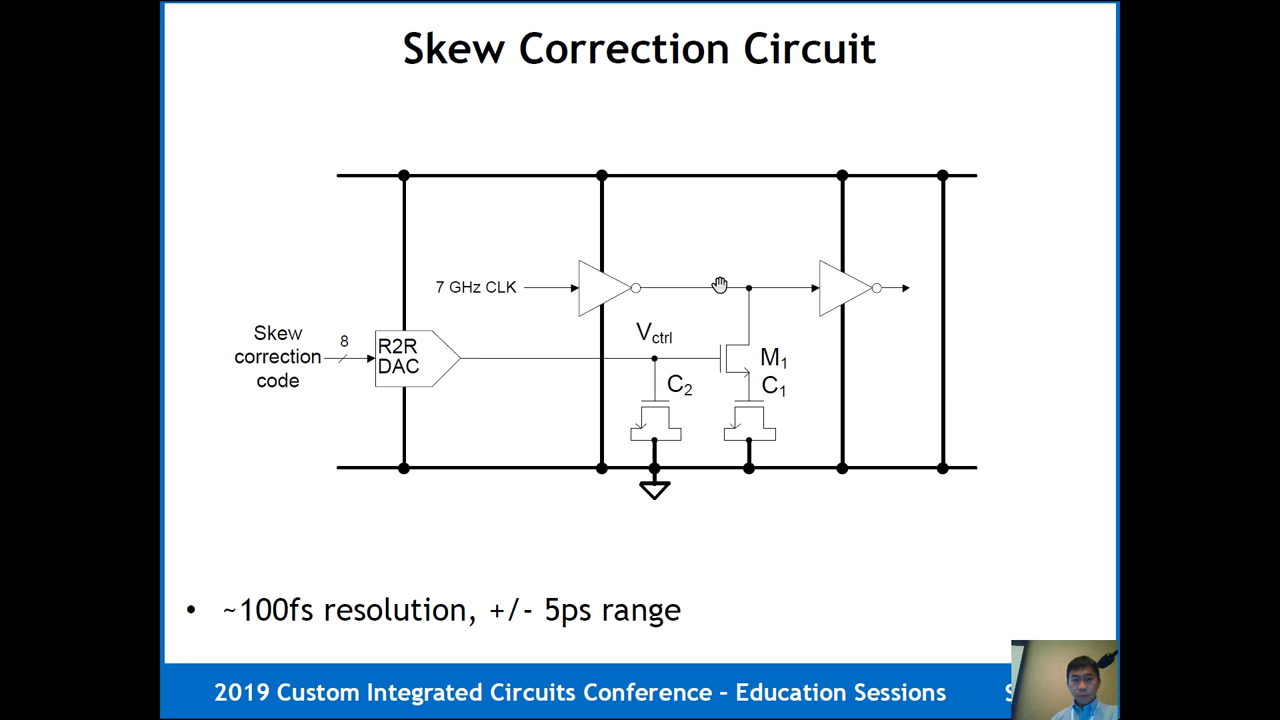 Skew Correction Circuit
7 GHz CLK
Skew
correction
code
8
R2R
DAC
Vctrl
M1
C2
C1
• ~100fs resolution, +/- 5ps range
2019 Custom Integrated Circuits Conference – Education Sessions